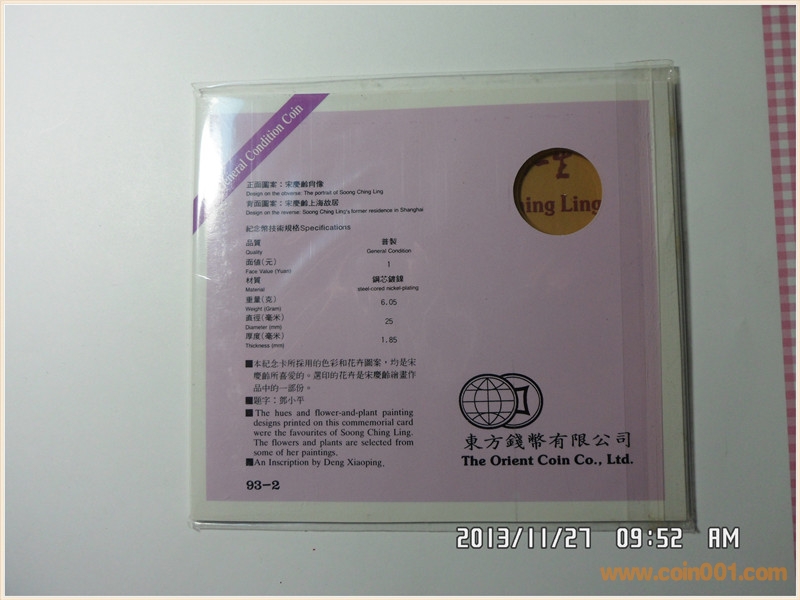 General Condition Coin
正面圖案：宋慶齡肖像
Design on the obverse: The portrait of Soong Ching Ling
背面圖案：宋慶齡上海故居
Design on the reverse: Soong Ching Ling's former residence in Shanghai
紀念幣技術規格Specifications
品質 普製
Quality General Condition
面值(元) 1
Face Value (Yuan)
材質 鋼芯鍍鎳
Material steel-cored nickel-plating
重量(克) 6.05
Weight (Gram)
直徑(毫米) 25
Diameter (mm)
厚度(毫米) 1.85
Thickness (mm)
■本紀念卡所採用的色彩和花卉圖案，均是宋
慶齡所喜愛的。選印的花卉是宋慶齡繪畫作
品中的一部份。
■題字：鄧小平
■The hues and flower-and-plant painting
designs printed on this commemorial card
were the favourites of Soong Ching Ling.
The flowers and plants are selected from
some of her paintings.
■An Inscription by Deng Xiaoping.
93-2
hing Ling
東方錢幣有限公司
The Orient Coin Co., Ltd.
2013/11/27 09:52 AM
www.coin001.com